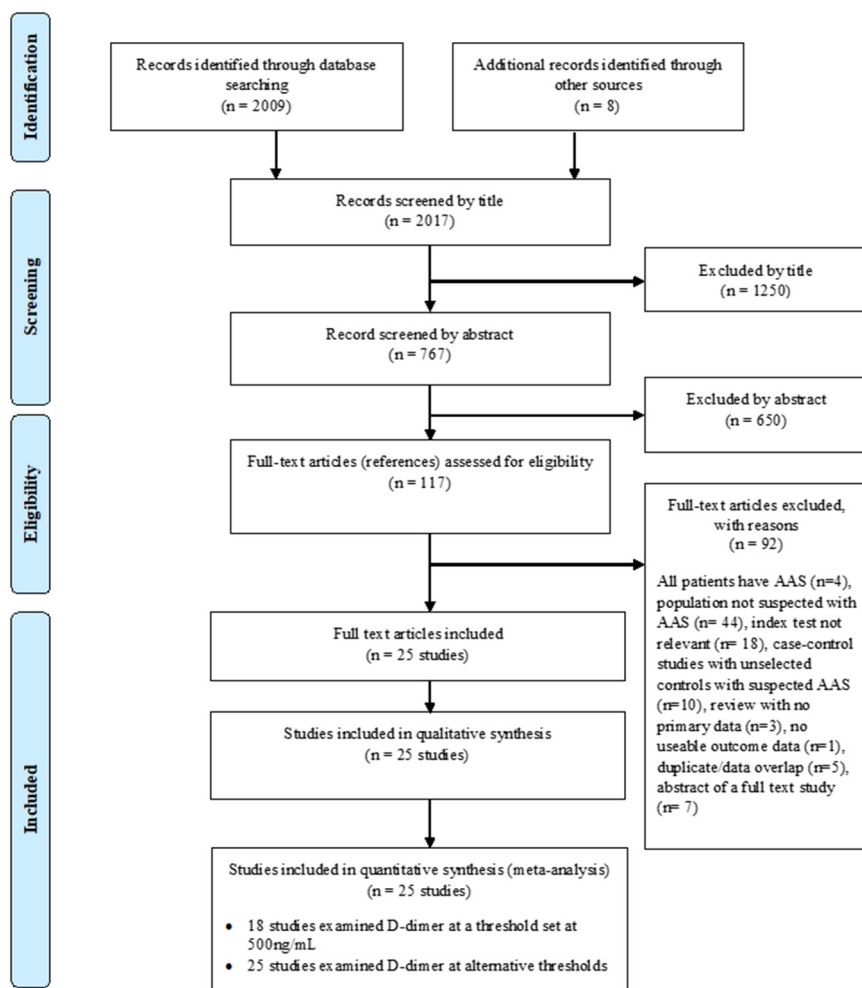 Identification
Records identified through database
searching
(n = 2009)
Additional records identified through
other sources
(n = 8)
Screening
Records screened by title
(n = 2017)
Excluded by title
(n = 1250)
Record screened by abstract
(n = 767)
Excluded by abstract
(n = 650)
Eligibility
Full-text articles (references) assessed for eligibility
(n = 117)
Full-text articles excluded,
with reasons
(n = 92)
All patients have AAS (n=4),
population not suspected with
AAS (n= 44), index test not
relevant (n= 18), case-control
studies with unselected
controls with suspected AAS
(n=10), review with no
primary data (n=3), no
useable outcome data (n=1),
duplicate/data overlap (n=5),
abstract of a full text study
(n= 7)
Included
Full text articles included
(n = 25 studies)
Studies included in qualitative synthesis
(n = 25 studies)
Studies included in quantitative synthesis (meta-analysis)
(n = 25 studies)
• 18 studies examined D-dimer at a threshold set at
500ng/mL
• 25 studies examined D-dimer at alternative thresholds